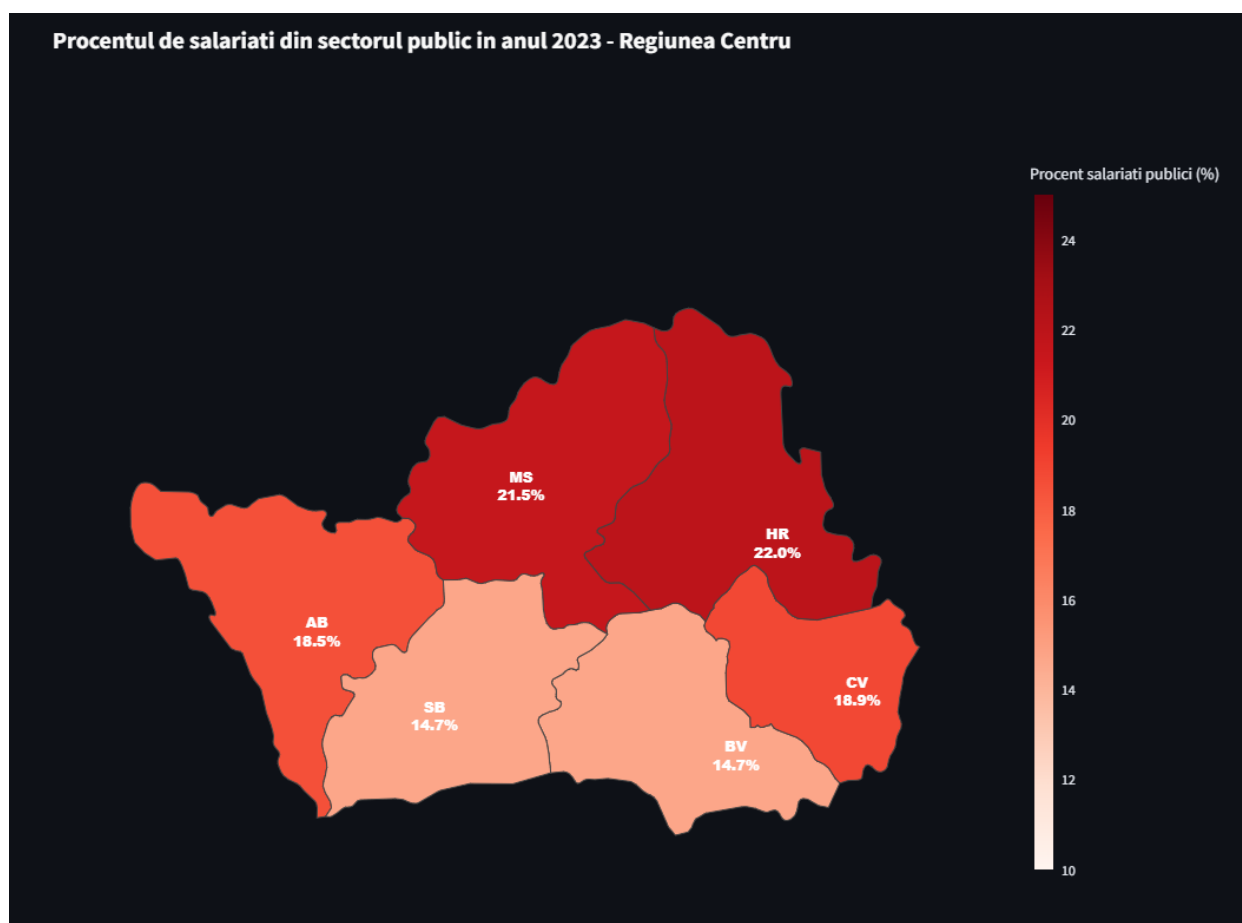 Procentul de salariati din sectorul public in anul 2023 - Regiunea Centru
Procent salariati publici (%)
24
22
20
18
16
14
12
10
MS
21.5%
HR
22.0%
AB
18.5%
CV
18.9%
SB
14.7%
BV
14.7%